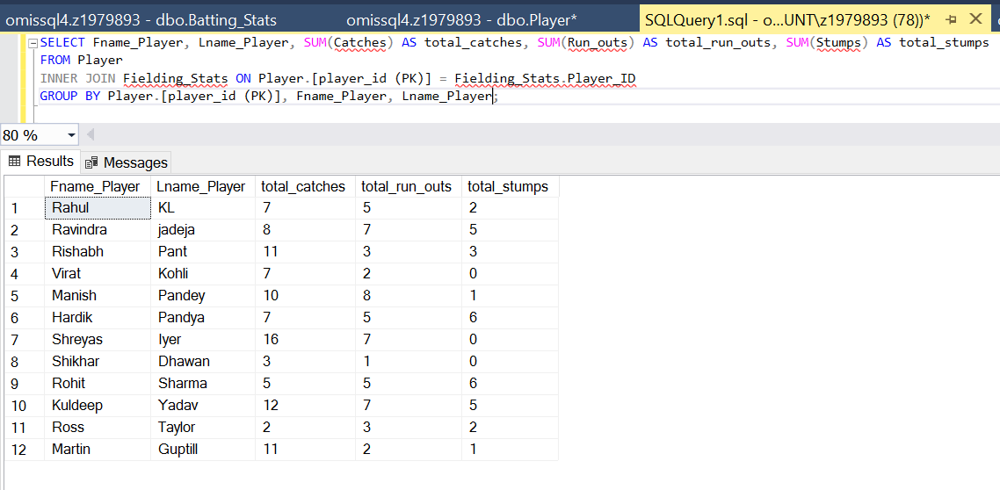 omissql4.z1979893 - dbo.Batting_Stats omissql4.z1979893 - dbo.Player* SQLQuery1.sql - o...UNT\z1979893 (78))*
SELECT Fname_Player, Lname_Player, SUM(Catches) AS total_catches, SUM(Run_outs) AS total_run_outs, SUM(Stumps) AS total_stumps
FROM Player
INNER JOIN Fielding_Stats ON Player.[player_id (PK)] = Fielding_Stats.Player_ID
GROUP BY Player.[player_id (PK)], Fname_Player, Lname_Player;
80 %
Results Messages
Fname_Player Lname_Player total_catches total_run_outs total_stumps
1 Rahul KL 7 5 2
2 Ravindra jadeja 8 7 5
3 Rishabh Pant 11 3 3
4 Virat Kohli 7 2 0
5 Manish Pandey 10 8 1
6 Hardik Pandya 7 5 6
7 Shreyas Iyer 16 7 0
8 Shikhar Dhawan 3 1 0
9 Rohit Sharma 5 5 6
10 Kuldeep Yadav 12 7 5
11 Ross Taylor 2 3 2
12 Martin Guptill 11 2 1